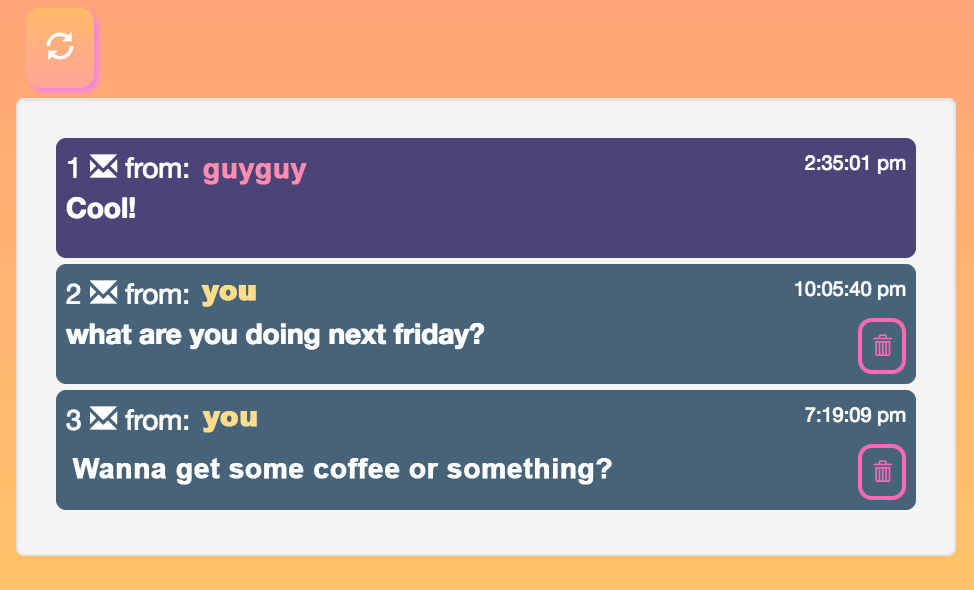 1 from: guyguy 2:35:01 pm
Cool!
2 from: you 10:05:40 pm
what are you doing next friday?
3 from: you 7:19:09 pm
Wanna get some coffee or something?